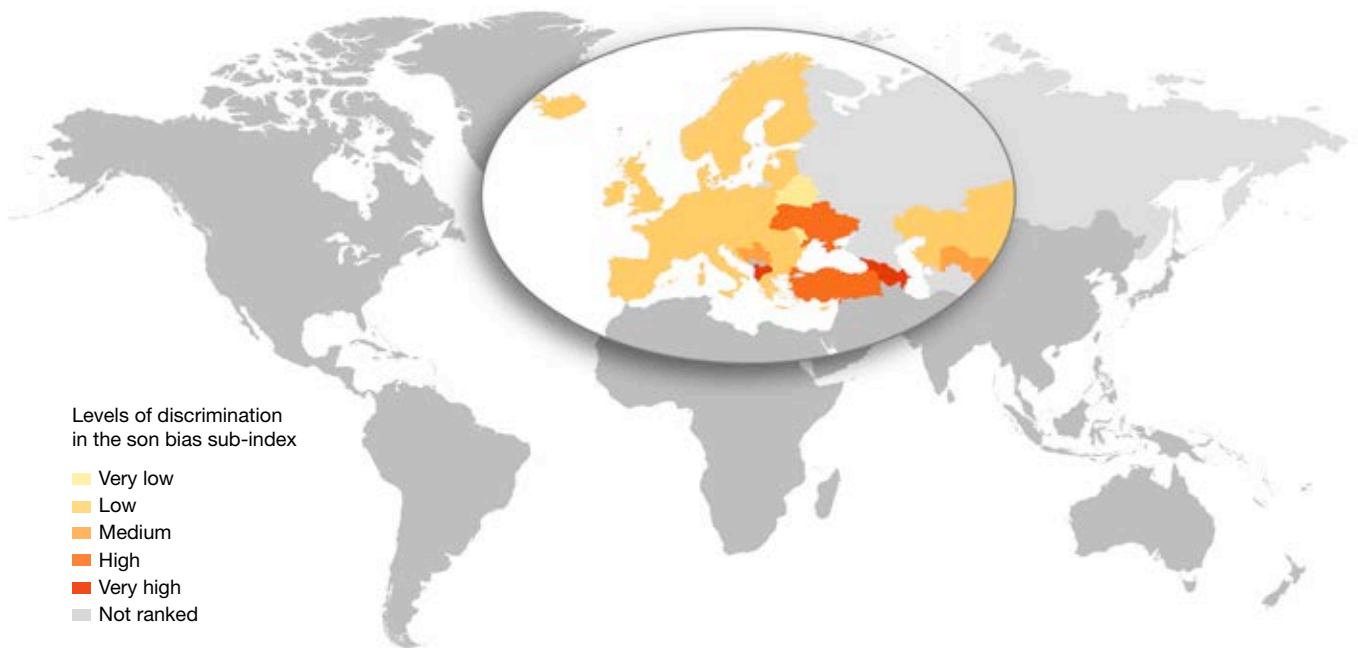 Levels of discrimination
in the son bias sub-index
Very low
Low
Medium
High
Very high
Not ranked